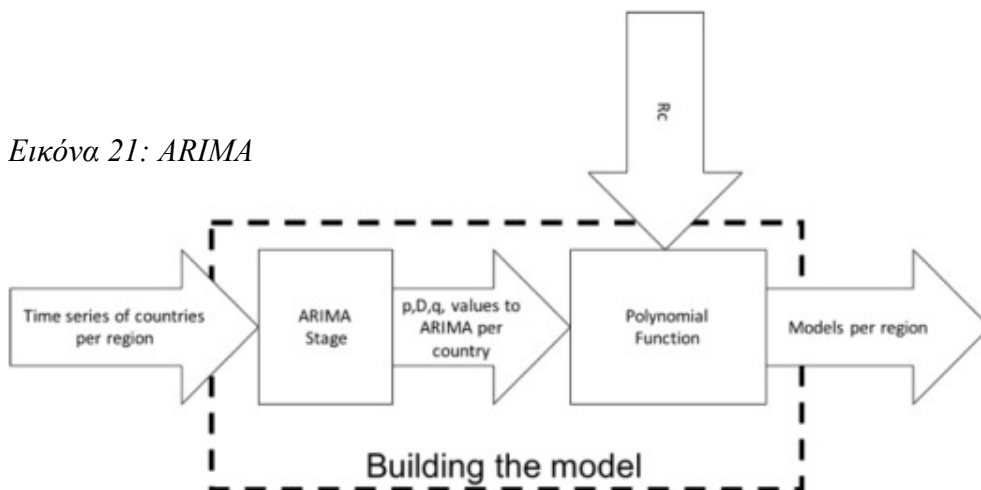 Rc
Εικόνα 21: ARIMA
Time series of countries
per region
ARIMA
Stage
p,D,q, values to
ARIMA per
country
Polynomial
Function
Models per region
Building the model